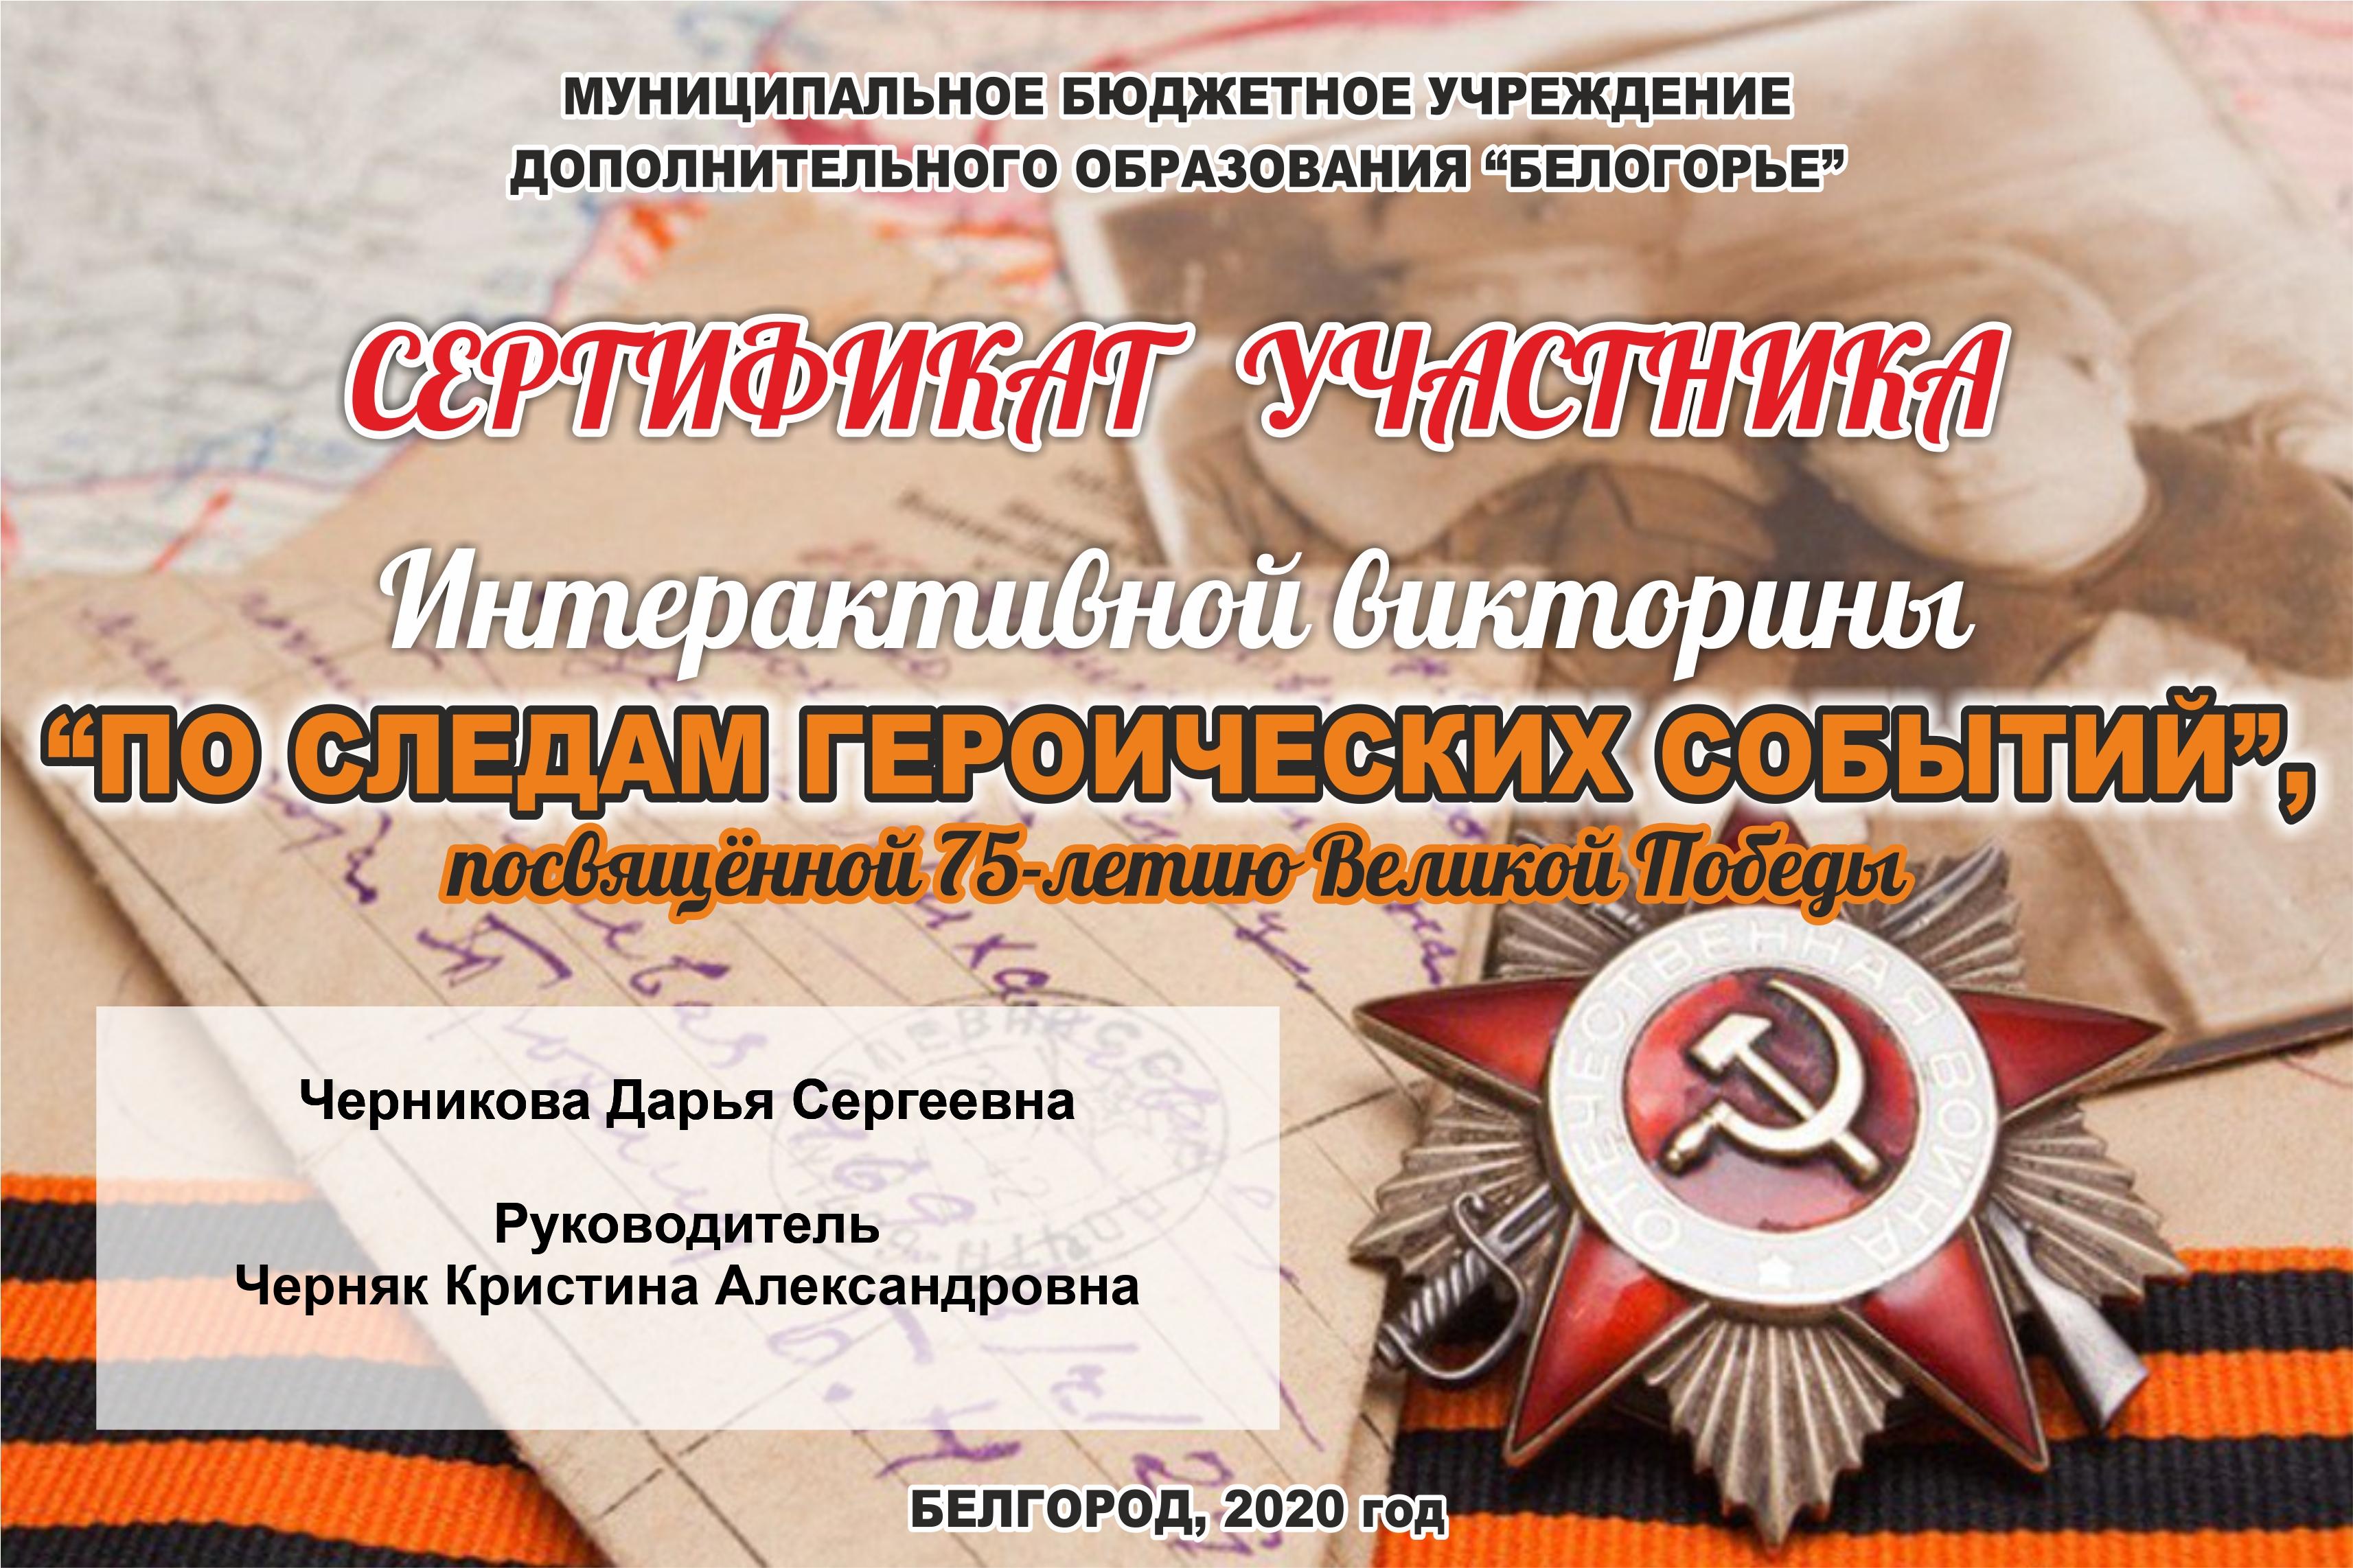 МУНИЦИПАЛЬНОЕ БЮДЖЕТНОЕ УЧРЕЖДЕНИЕ
ДОПОЛНИТЕЛЬНОГО ОБРАЗОВАНИЯ “БЕЛОГОРЬЕ”
СЕРТИФИКАТ УЧАСТНИКА
Интерактивной викторины
“ПО СЛЕДАМ ГЕРОИЧЕСКИХ СОБЫТИЙ”,
посвящённой 75-летию Великой Победы
ОТЕЧЕСТВЕННАЯ ВОЙНА
Черникова Дарья Сергеевна
Руководитель
Черняк Кристина Александровна
БЕЛГОРОД, 2020 год